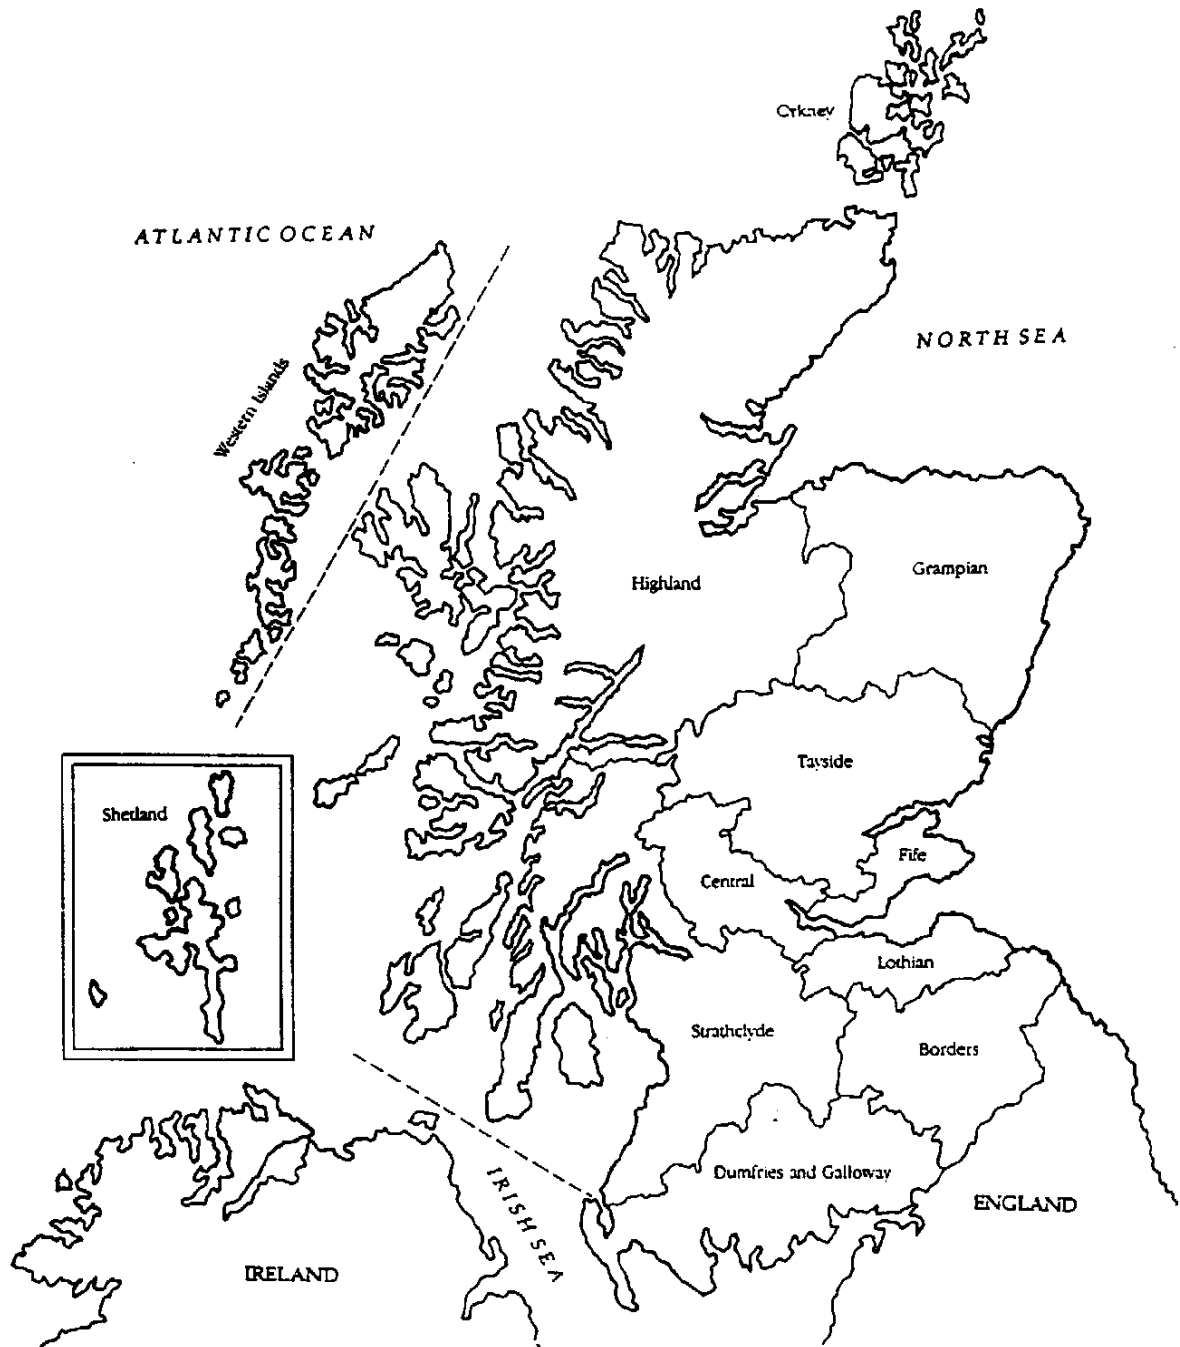 Orkney
ATLANTIC OCEAN
NORTH SEA
Western Islands
Highland
Grampian
Tayside
Shetland
Fife
Central
Lothian
Strathclyde
Borders
Dumfries and Galloway
IRISH SEA
ENGLAND
IRELAND